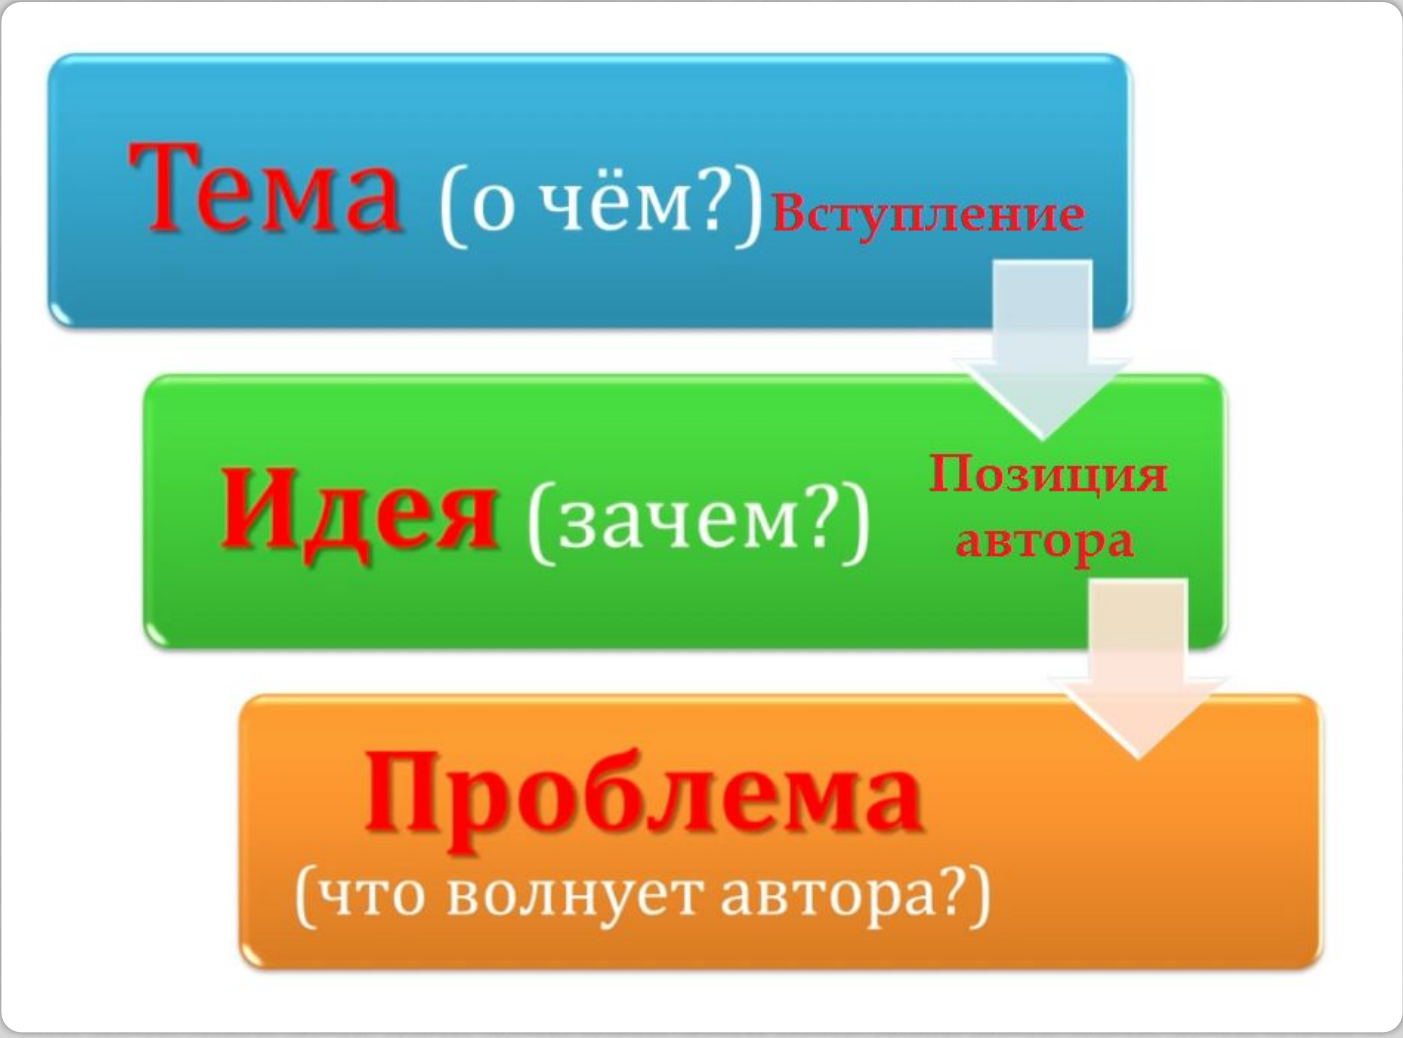 Тема (о чём?) Вступление
Идея (зачем?)
Позиция
автора
Проблема
(что волнует автора?)